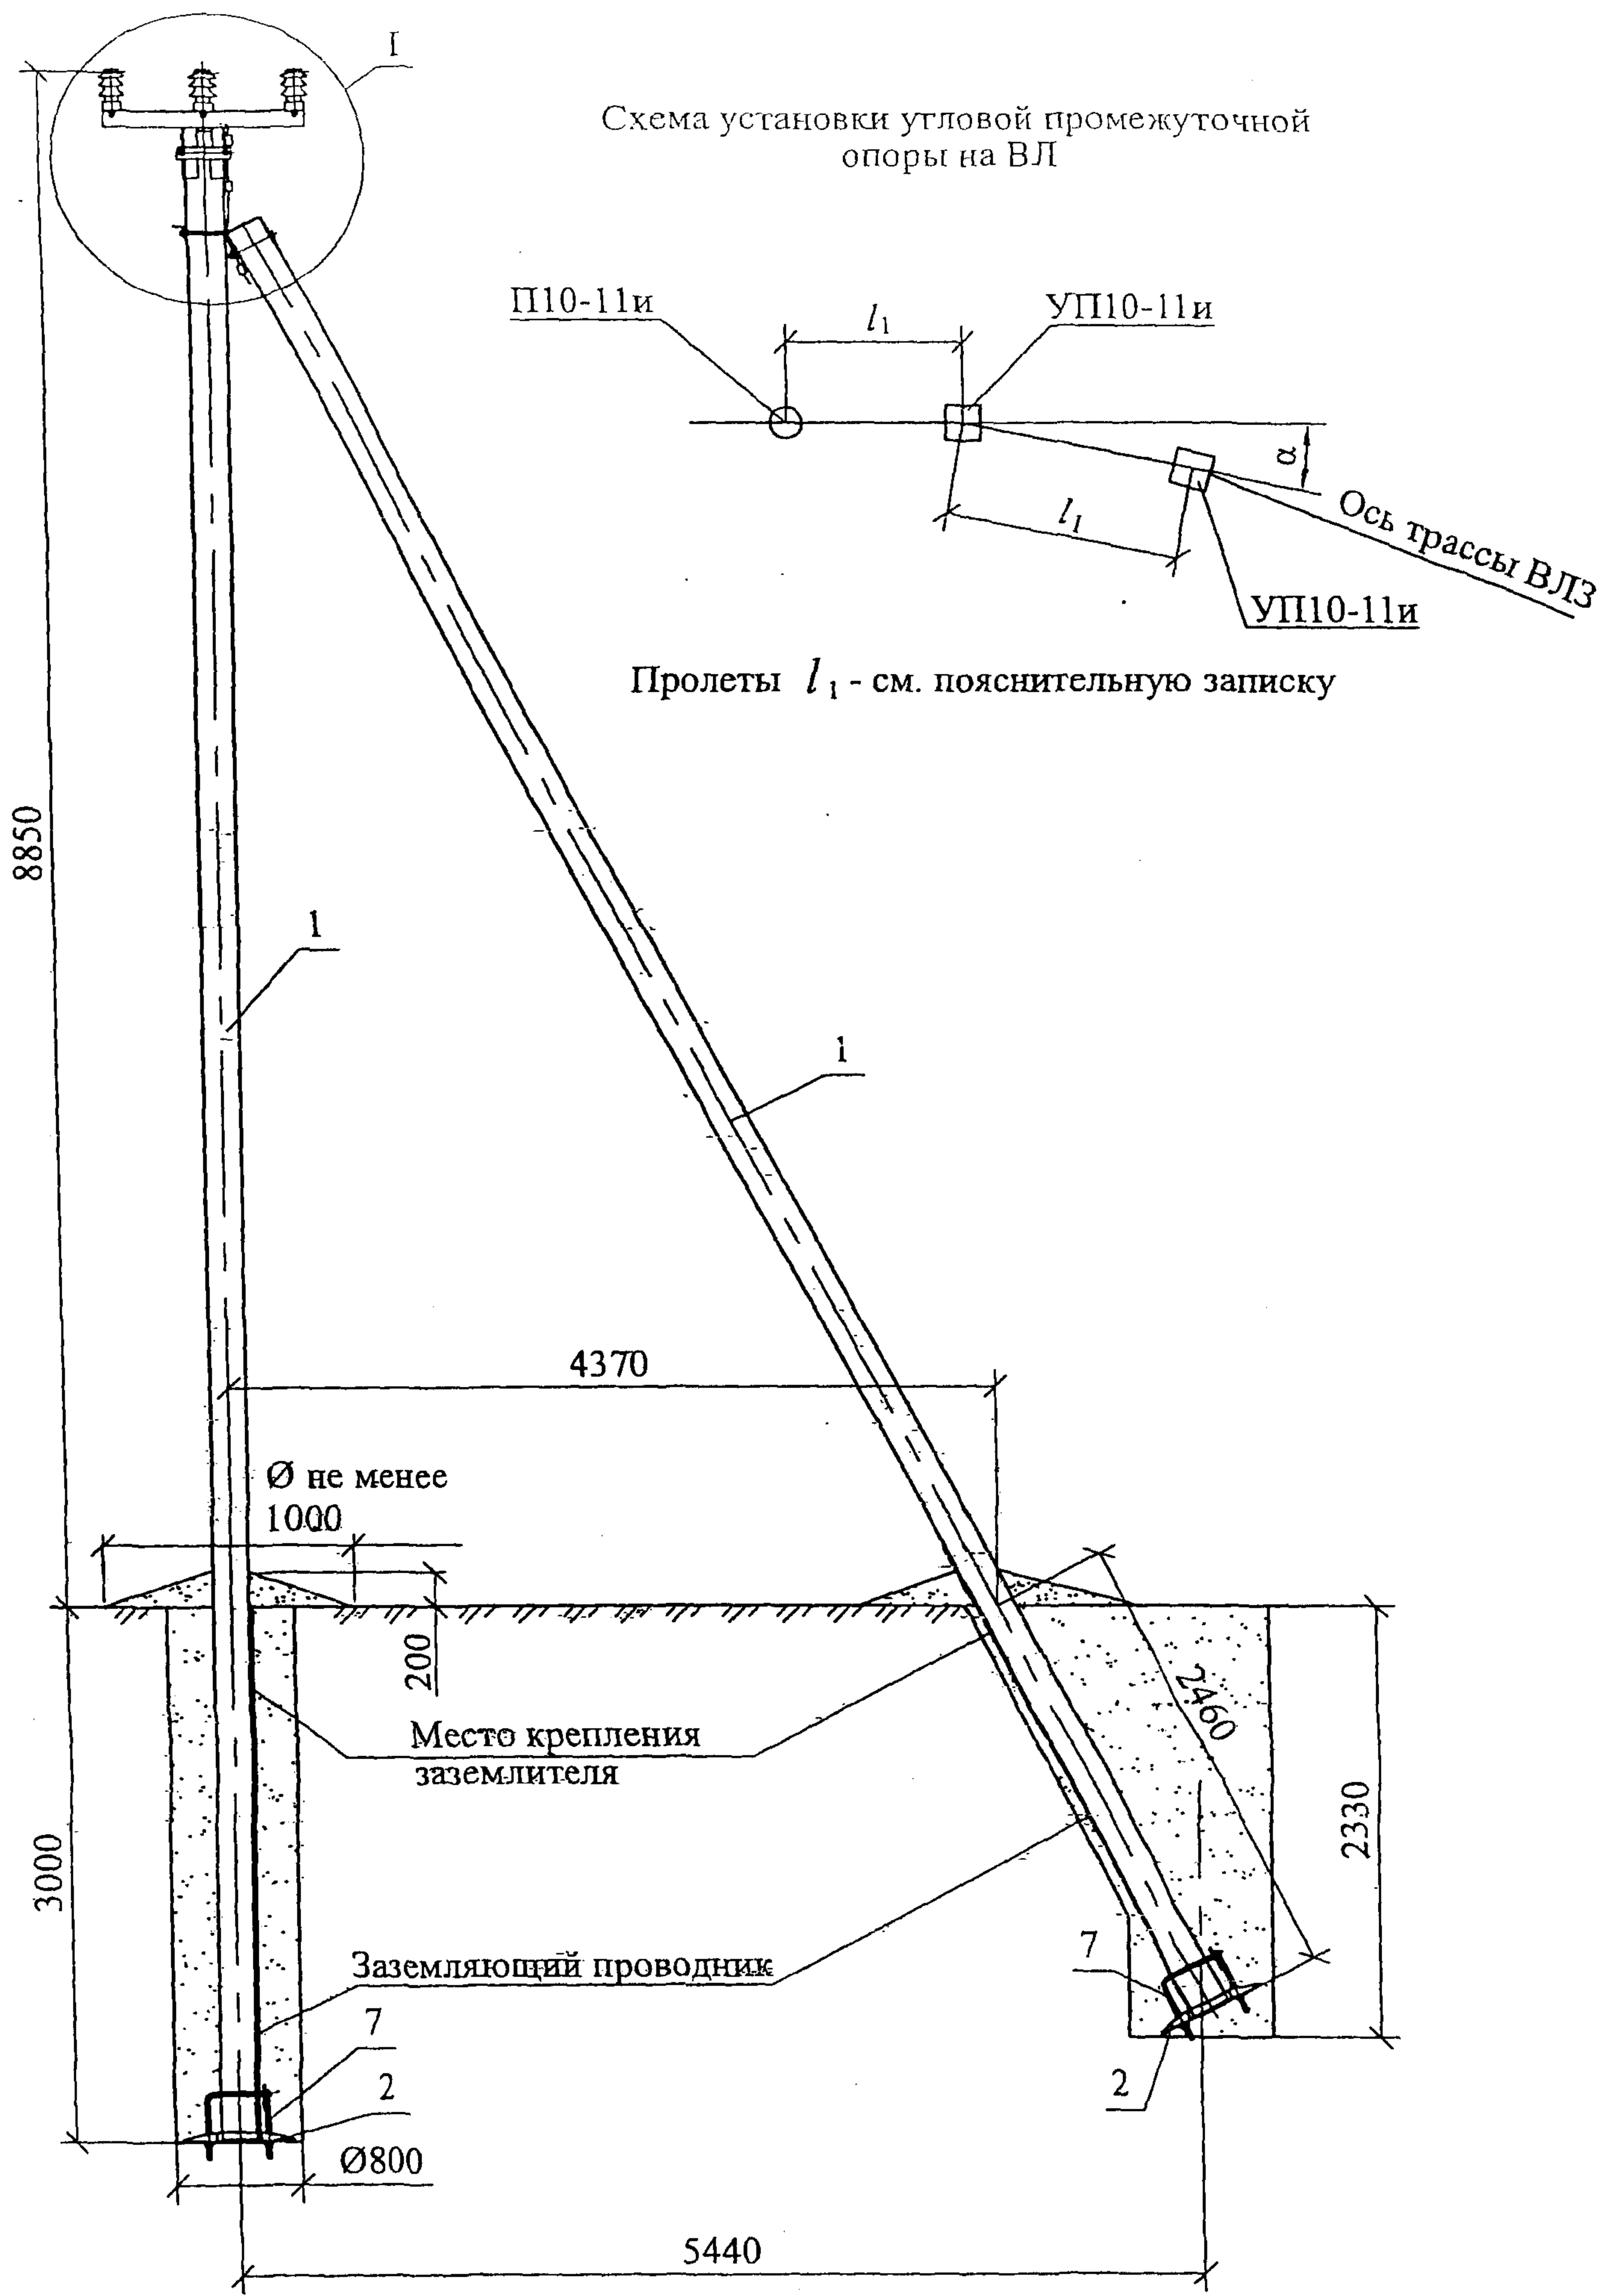 I
Схема установки угловой промежуточной
опоры на ВЛ
П10-11и
l1
УП10-11и
α
l1
Ось трассы ВЛЗ
УП10-11и
Пролеты l1 - см. пояснительную записку
8850
1
1
4370
Ø не менее
1000
200
2460
Место крепления
заземлителя
2330
3000
Заземляющий проводник
7
7
2
2
Ø800
5440